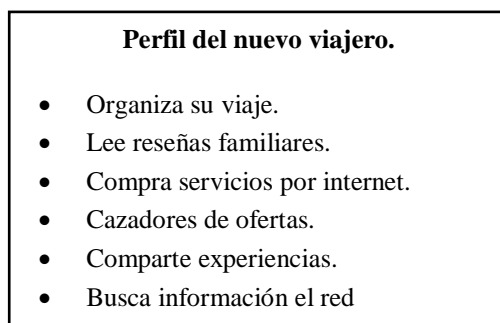 Perfil del nuevo viajero.
• Organiza su viaje.
• Lee reseñas familiares.
• Compra servicios por internet.
• Cazadores de ofertas.
• Comparte experiencias.
• Busca información el red